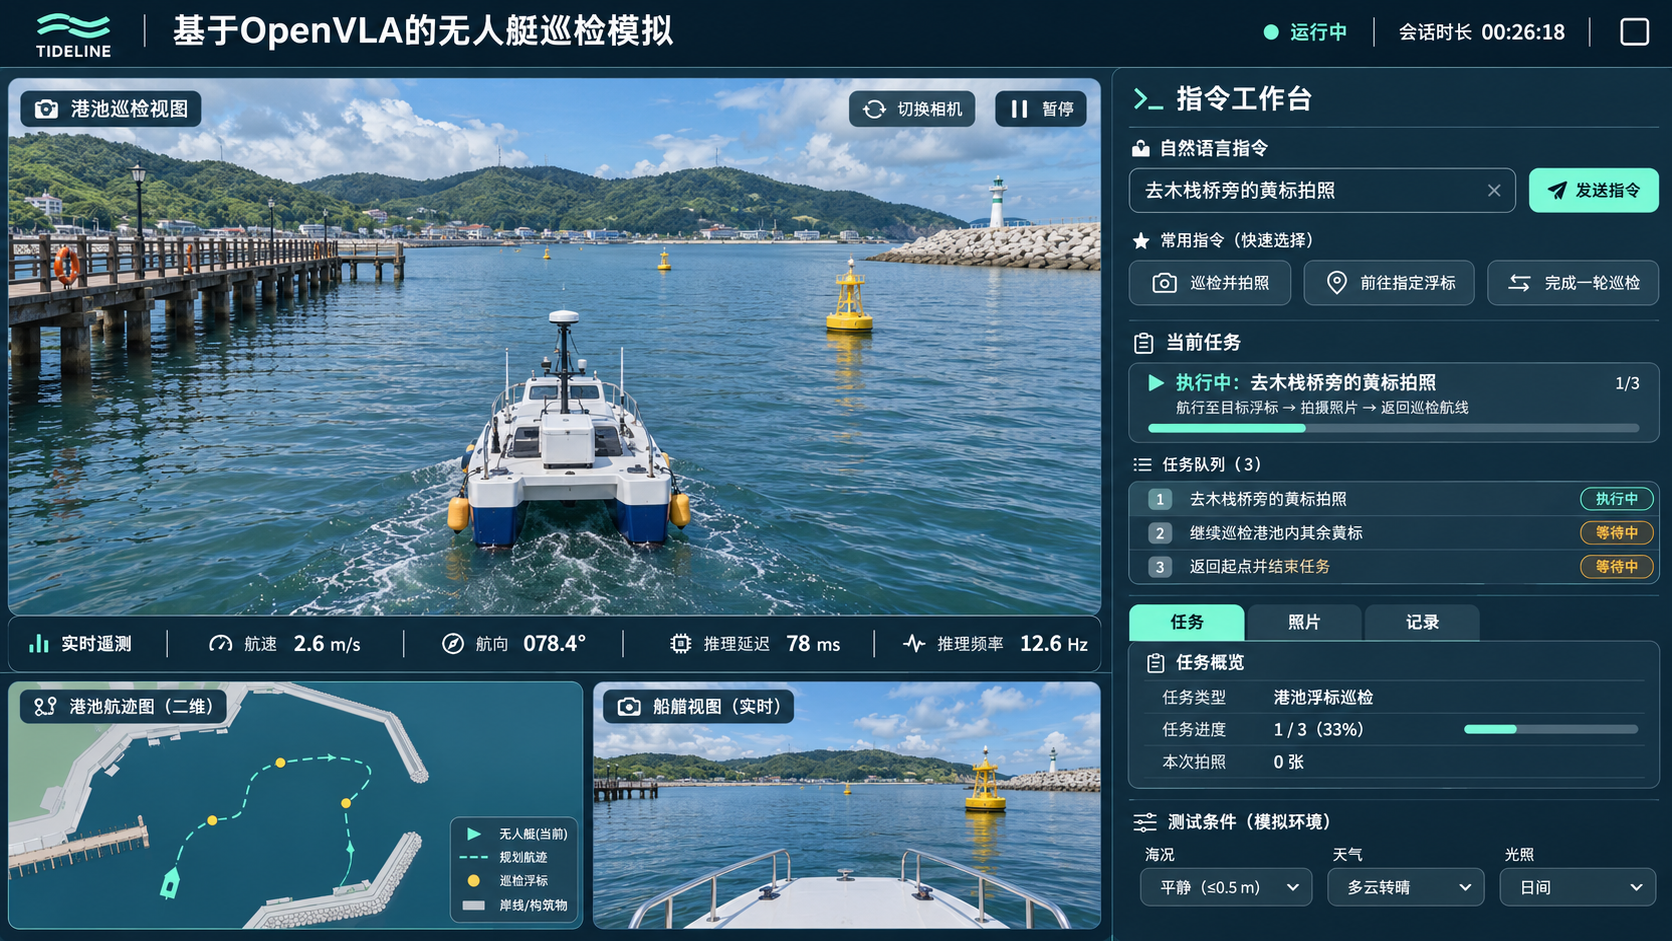 TIDELINE
基于OpenVLA的无人艇巡检模拟
运行中
会话时长 00:26:18
港池巡检视图
切换相机
暂停
实时遥测
航速 2.6 m/s
航向 078.4°
推理延迟 78 ms
推理频率 12.6 Hz
港池航迹图（二维）
无人艇(当前)
规划航迹
巡检浮标
岸线/构筑物
船艏视图（实时）
指令工作台
自然语言指令
去木栈桥旁的黄标拍照
发送指令
常用指令（快速选择）
巡检并拍照
前往指定浮标
完成一轮巡检
当前任务
执行中：去木栈桥旁的黄标拍照 1/3
航行至目标浮标 → 拍摄照片 → 返回巡检航线
任务队列（3）
1 去木栈桥旁的黄标拍照 执行中
2 继续巡检港池内其余黄标 等待中
3 返回起点并结束任务 等待中
任务 照片 记录
任务概览
任务类型 港池浮标巡检
任务进度 1 / 3（33%）
本次拍照 0 张
测试条件（模拟环境）
海况 天气 光照
平静（≤0.5 m） 多云转晴 日间